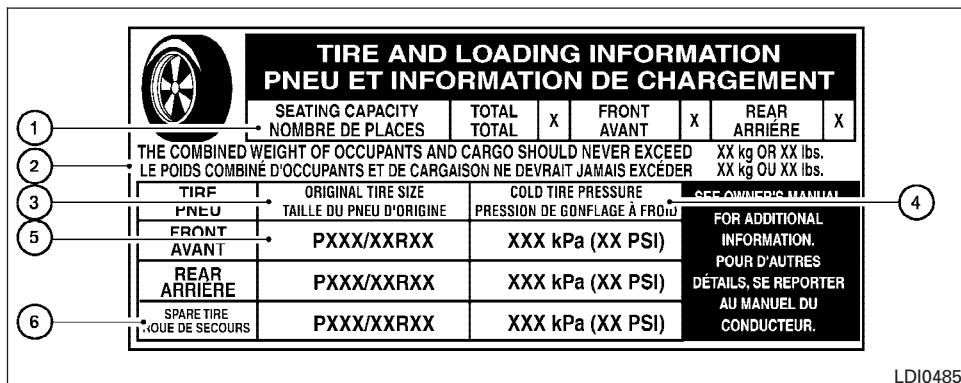 TIRE AND LOADING INFORMATION
PNEU ET INFORMATION DE CHARGEMENT
1
SEATING CAPACITY TOTAL X FRONT X REAR X
NOMBRE DE PLACES TOTAL AVANT ARRIÉRE
2
THE COMBINED WEIGHT OF OCCUPANTS AND CARGO SHOULD NEVER EXCEED XX kg OR XX lbs.
LE POIDS COMBINÉ D'OCCUPANTS ET DE CARGAISON NE DEVRAIT JAMAIS EXCÉDER XX kg OU XX lbs.
3
TIRE ORIGINAL TIRE SIZE COLD TIRE PRESSURE
PNEU TAILLE DU PNEU D'ORIGINE PRESSION DE GONFLAGE À FROID
4
5
FRONT
AVANT PXXX/XXRXX XXX kPa (XX PSI)
REAR
ARRIÈRE PXXX/XXRXX XXX kPa (XX PSI)
6
SPARE TIRE
ROUE DE SECOURS PXXX/XXRXX XXX kPa (XX PSI)
SEE OWNER'S MANUAL
FOR ADDITIONAL
INFORMATION.
POUR D'AUTRES
DÉTAILS, SE REPORTER
AU MANUEL DU
CONDUCTEUR.
LDI0485